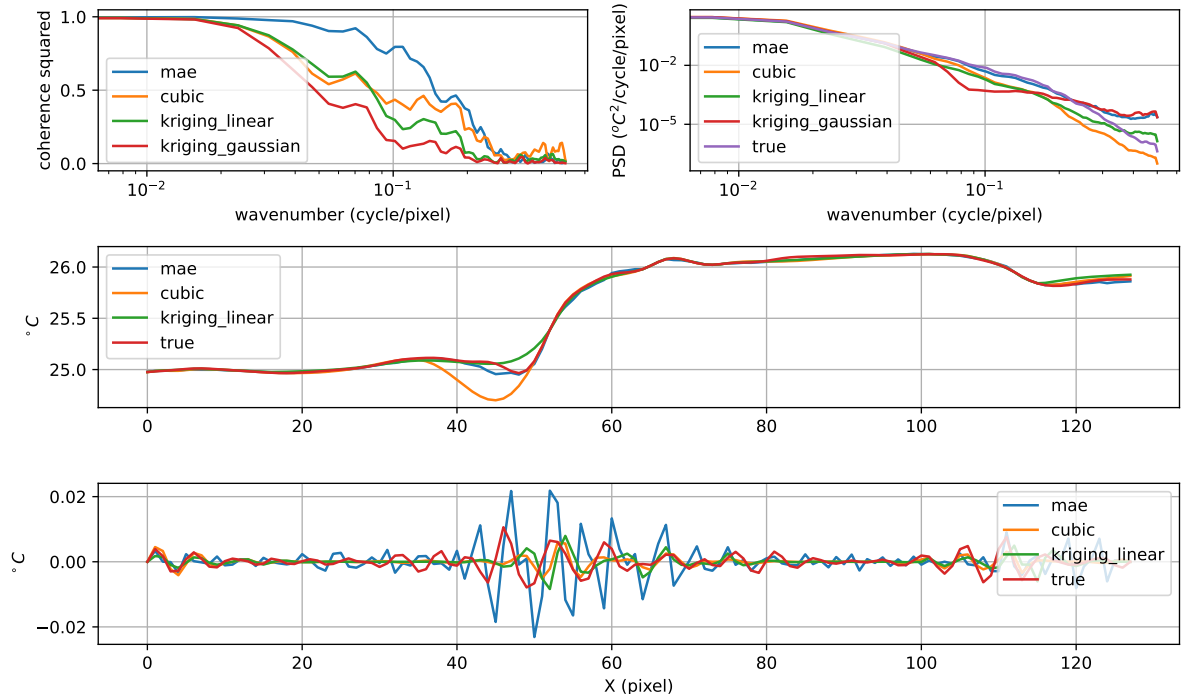 coherence squared
1.0
0.5
0.0
mae
cubic
kriging_linear
kriging_gaussian
10⁻²
10⁻¹
wavenumber (cycle/pixel)
PSD (°C²/cycle/pixel)
10⁻²
10⁻⁵
mae
cubic
kriging_linear
kriging_gaussian
true
10⁻²
10⁻¹
wavenumber (cycle/pixel)
°C
26.0
25.5
25.0
mae
cubic
kriging_linear
true
0
20
40
60
80
100
120
°C
0.02
0.00
−0.02
mae
cubic
kriging_linear
true
0
20
40
60
80
100
120
X (pixel)